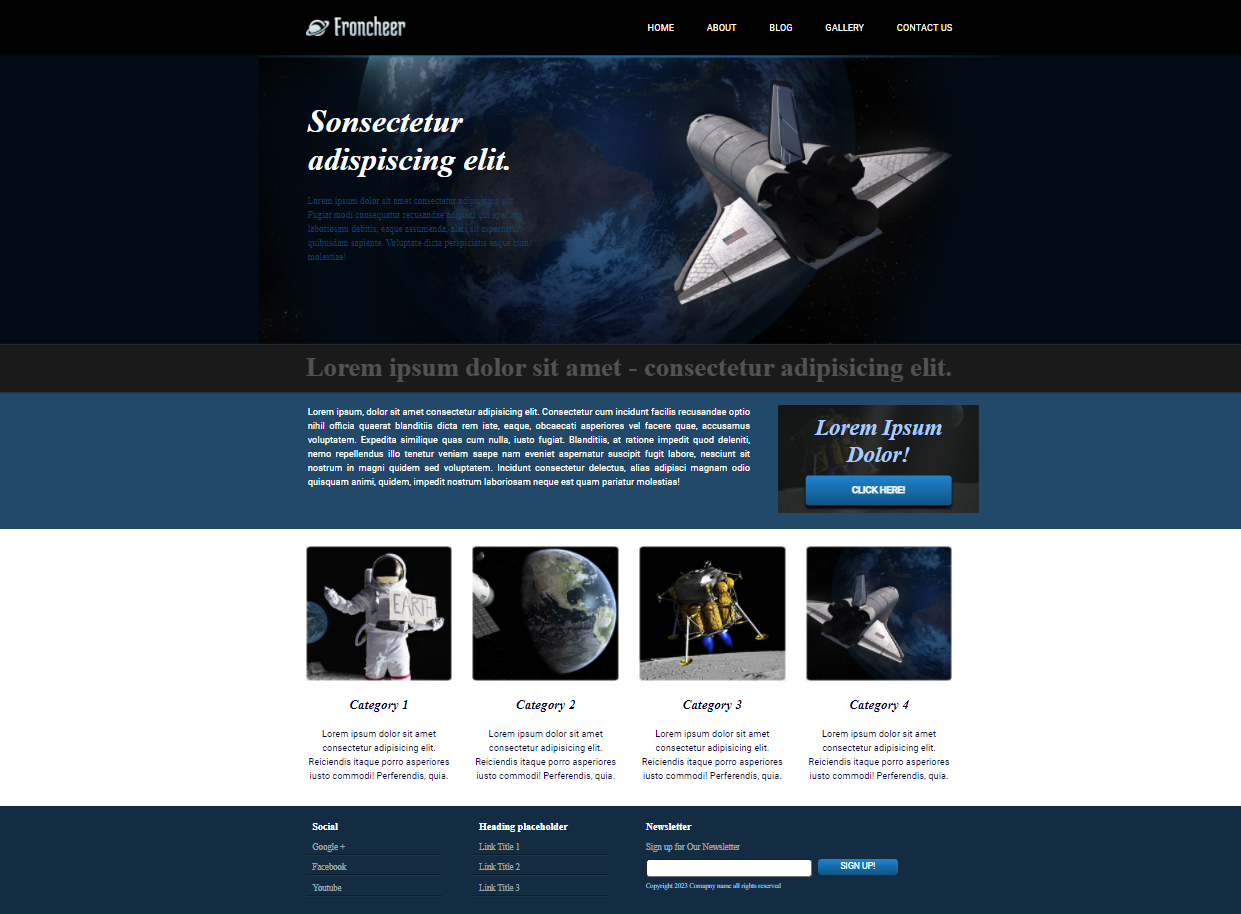 Froncheer
HOME ABOUT BLOG GALLERY CONTACT US
Sonsectetur
adispiscing elit.
Lorem ipsum dolor sit amet consectetur adipisicing elit.
Fugiat modi consequatur recusandae adipisci qui aperiam
laboriosam debitis, eaque assumenda, alias sit aspernatur
quibusdam sapiente. Voluptate dicta perspiciatis eaque cum
molestiae!
Lorem ipsum dolor sit amet - consectetur adipisicing elit.
Lorem ipsum, dolor sit amet consectetur adipisicing elit. Consectetur cum incidunt facilis recusandae optio
nihil officia quaerat blanditiis dicta rem iste, eaque, obcaecati asperiores vel facere quae, accusamus
voluptatem. Expedita similique quas cum nulla, iusto fugiat. Blanditiis, at ratione impedit quod deleniti,
nemo repellendus illo tenetur veniam saepe nam eveniet aspernatur suscipit fugit labore, nesciunt sit
nostrum in magni quidem sed voluptatem. Incidunt consectetur delectus, alias adipisci magnam odio
quisquam animi, quidem, impedit nostrum laboriosam neque est quam pariatur molestias!
Lorem Ipsum
Dolor!
CLICK HERE!
EARTH
Category 1
Lorem ipsum dolor sit amet
consectetur adipisicing elit.
Reiciendis itaque porro asperiores
iusto commodi! Perferendis, quia.
Category 2
Lorem ipsum dolor sit amet
consectetur adipisicing elit.
Reiciendis itaque porro asperiores
iusto commodi! Perferendis, quia.
Category 3
Lorem ipsum dolor sit amet
consectetur adipisicing elit.
Reiciendis itaque porro asperiores
iusto commodi! Perferendis, quia.
Category 4
Lorem ipsum dolor sit amet
consectetur adipisicing elit.
Reiciendis itaque porro asperiores
iusto commodi! Perferendis, quia.
Social
Google +
Facebook
Youtube
Heading placeholder
Link Title 1
Link Title 2
Link Title 3
Newsletter
Sign up for Our Newsletter
SIGN UP!
Copyright 2023 Comapny name all rights reserved